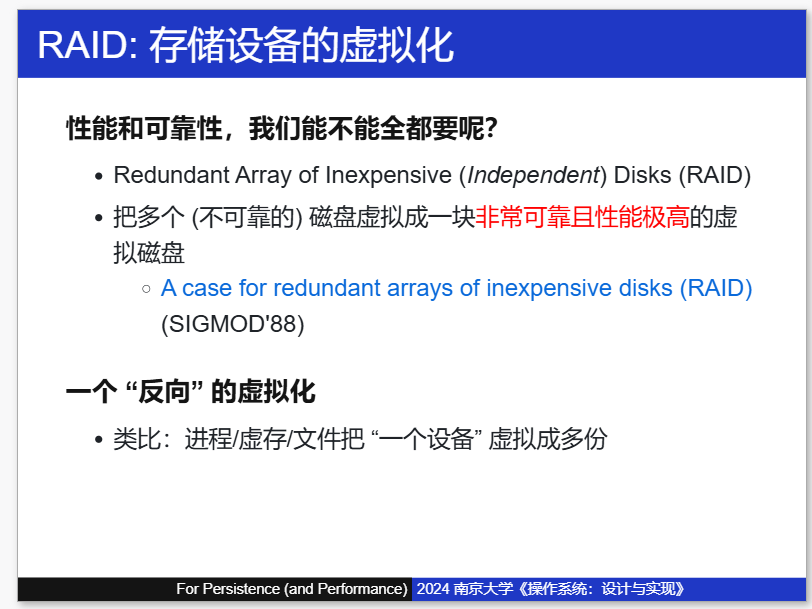 RAID: 存储设备的虚拟化
性能和可靠性，我们能不能全都要呢？
• Redundant Array of Inexpensive (Independent) Disks (RAID)
• 把多个 (不可靠的) 磁盘虚拟成一块非常可靠且性能极高的虚
拟磁盘
◦ A case for redundant arrays of inexpensive disks (RAID)
(SIGMOD'88)
一个 “反向” 的虚拟化
• 类比：进程/虚存/文件把 “一个设备” 虚拟成多份
For Persistence (and Performance) 2024 南京大学《操作系统：设计与实现》